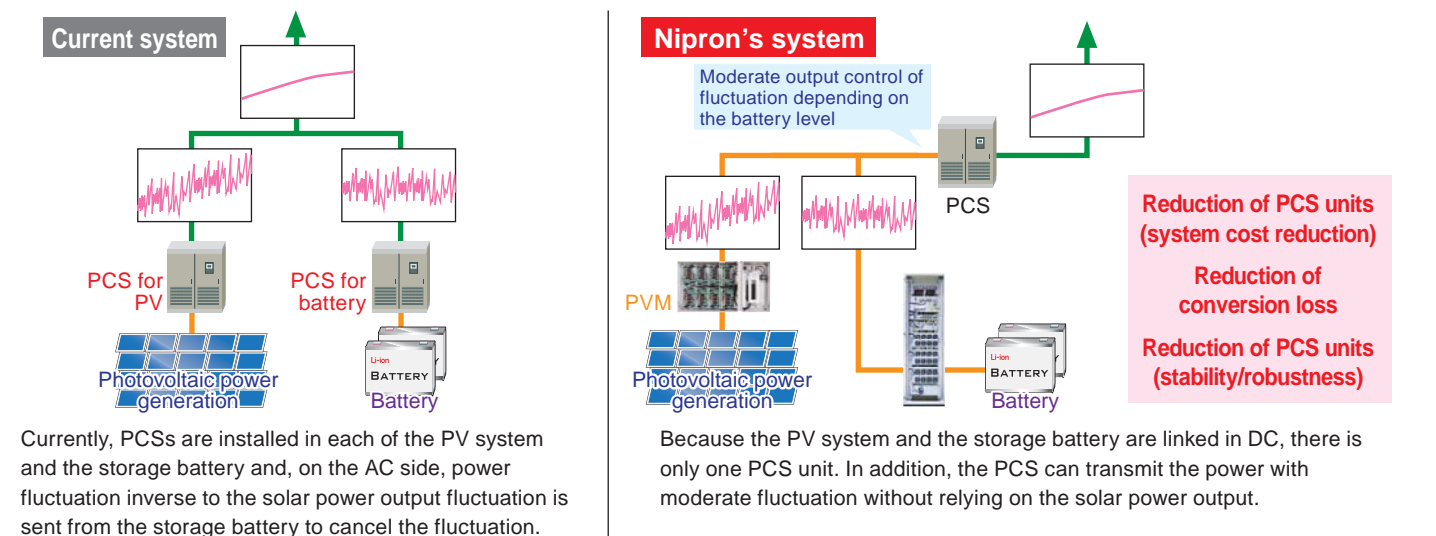 Current system
PCS for
PV
PCS for
battery
Li-ion
BATTERY
Photovoltaic power
generation
Battery
Currently, PCSs are installed in each of the PV system
and the storage battery and, on the AC side, power
fluctuation inverse to the solar power output fluctuation is
sent from the storage battery to cancel the fluctuation.
Nipron's system
Moderate output control of
fluctuation depending on
the battery level
PCS
PVM
Li-ion
BATTERY
Photovoltaic power
generation
Battery
Reduction of PCS units
(system cost reduction)
Reduction of
conversion loss
Reduction of PCS units
(stability/robustness)
Because the PV system and the storage battery are linked in DC, there is
only one PCS unit. In addition, the PCS can transmit the power with
moderate fluctuation without relying on the solar power output.